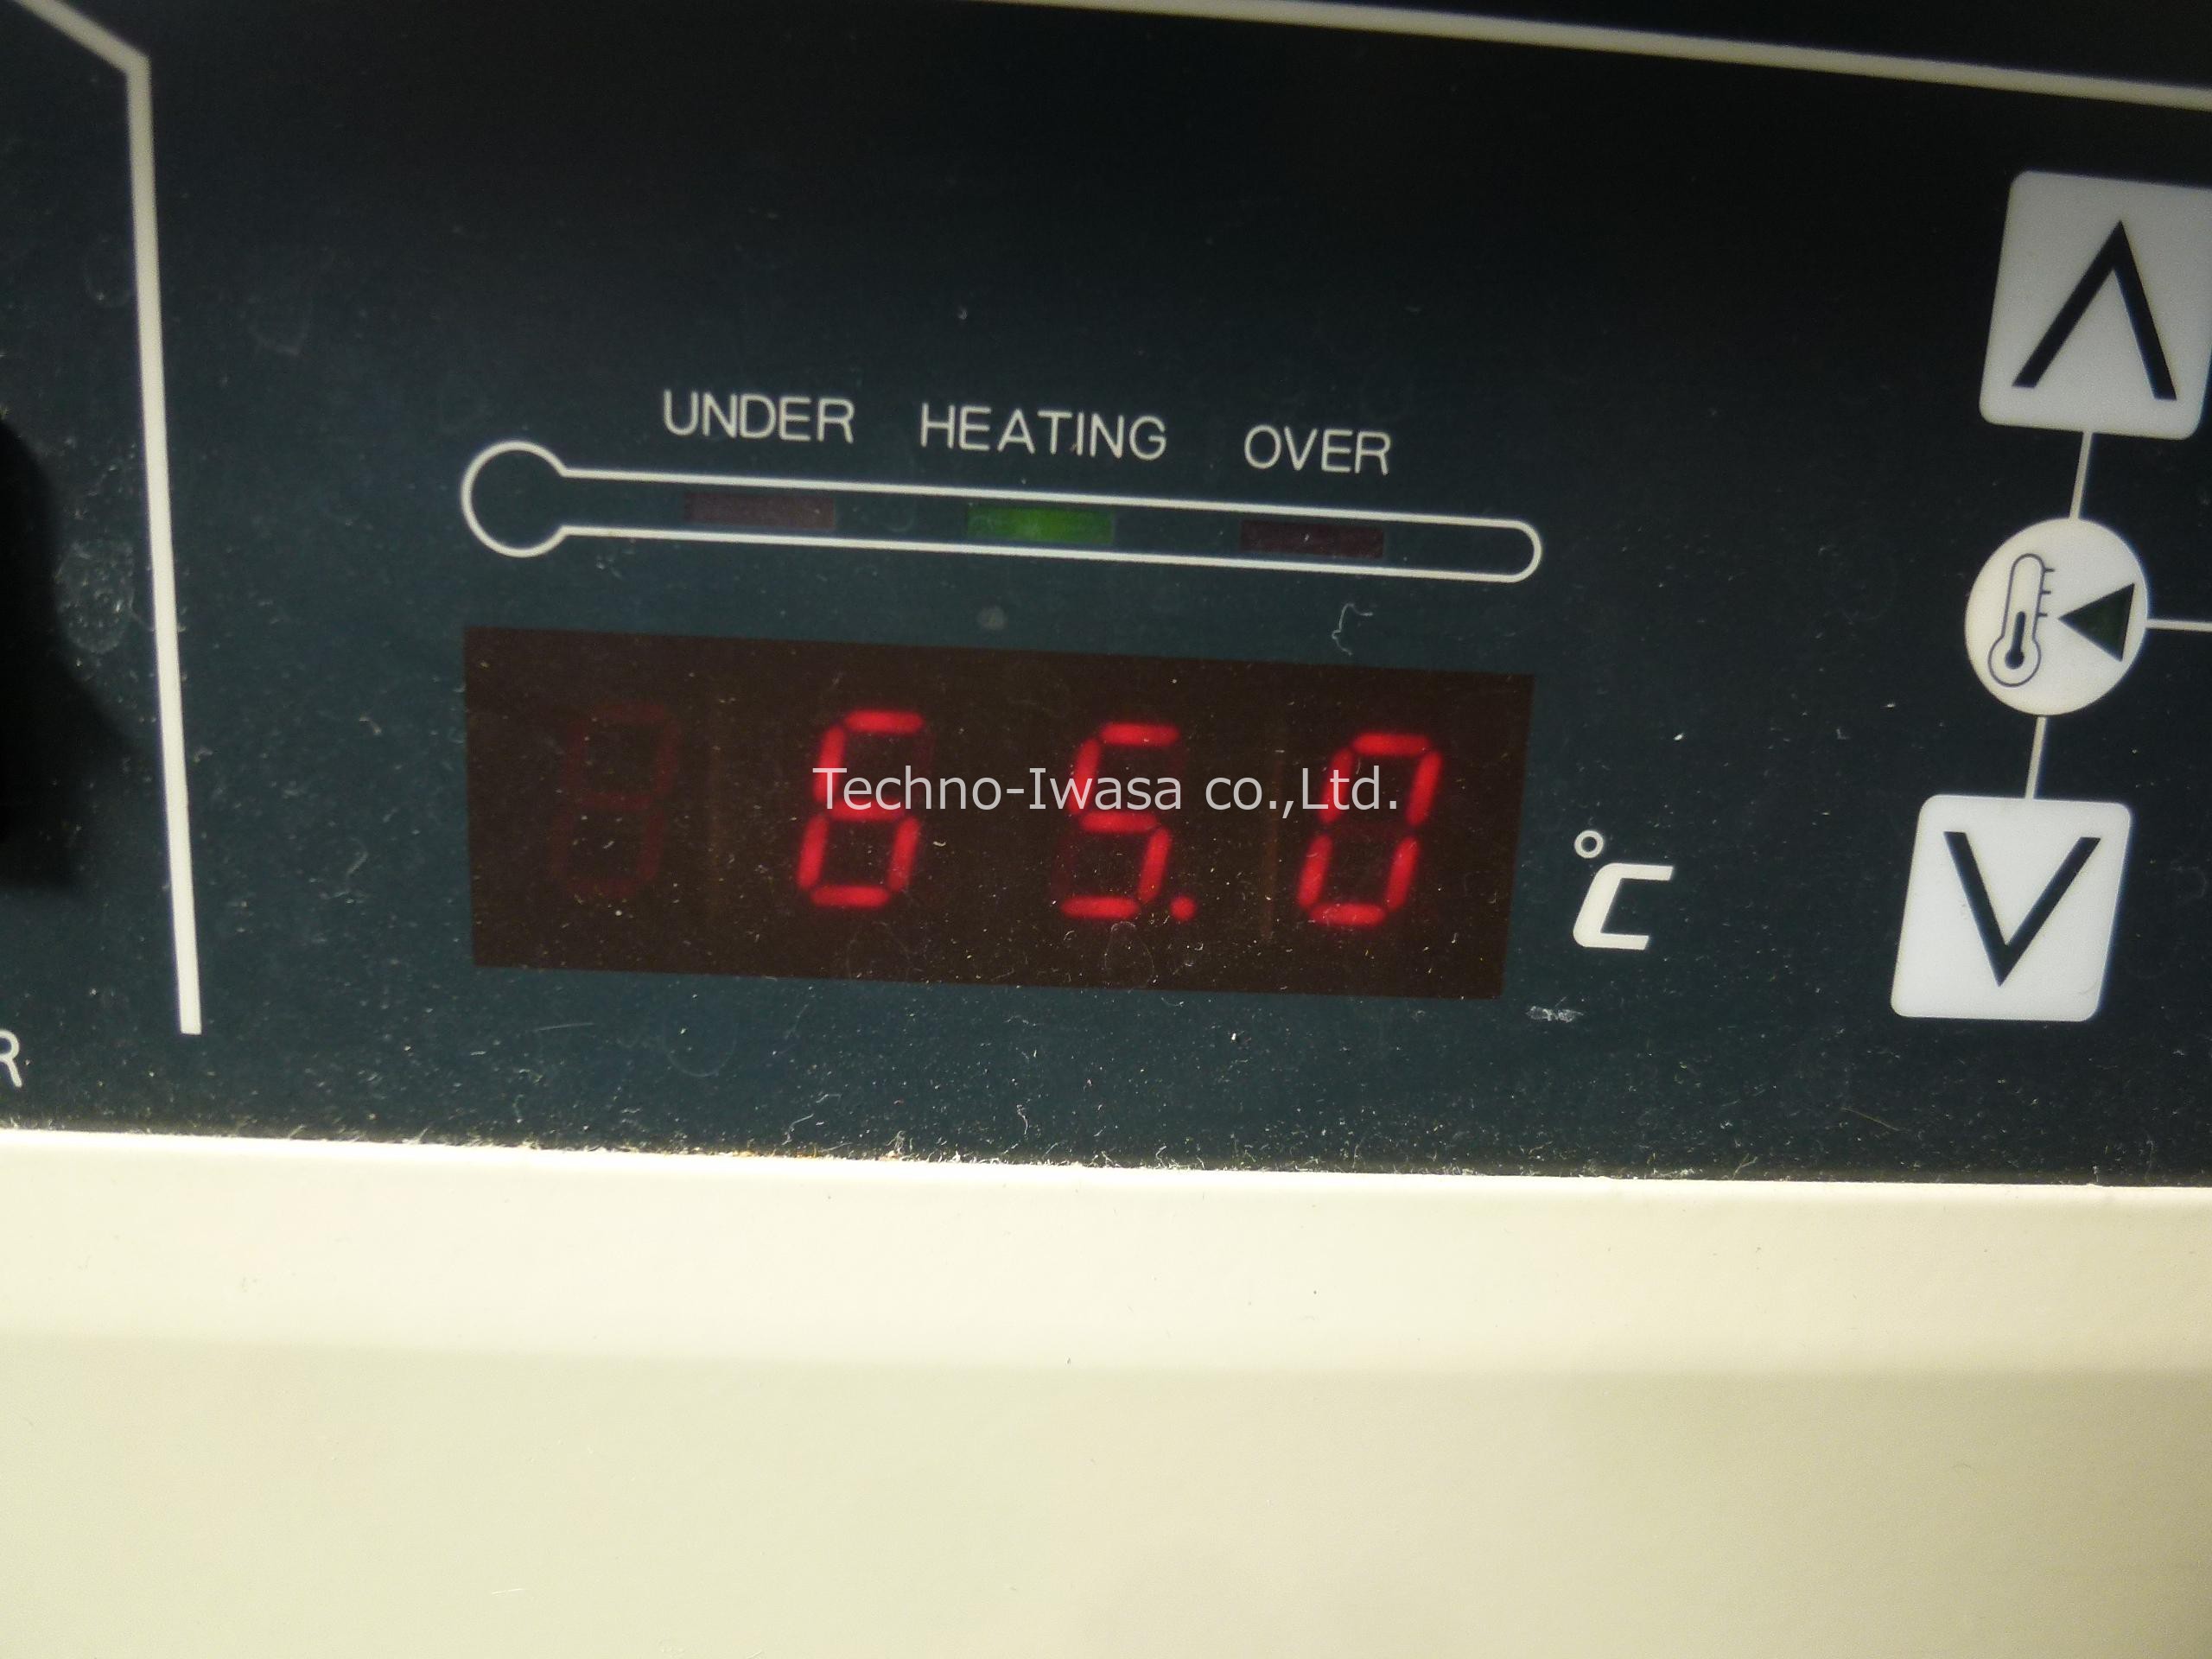 UNDER HEATING OVER
Techno-Iwasa co.,Ltd.
65.0 °C
R